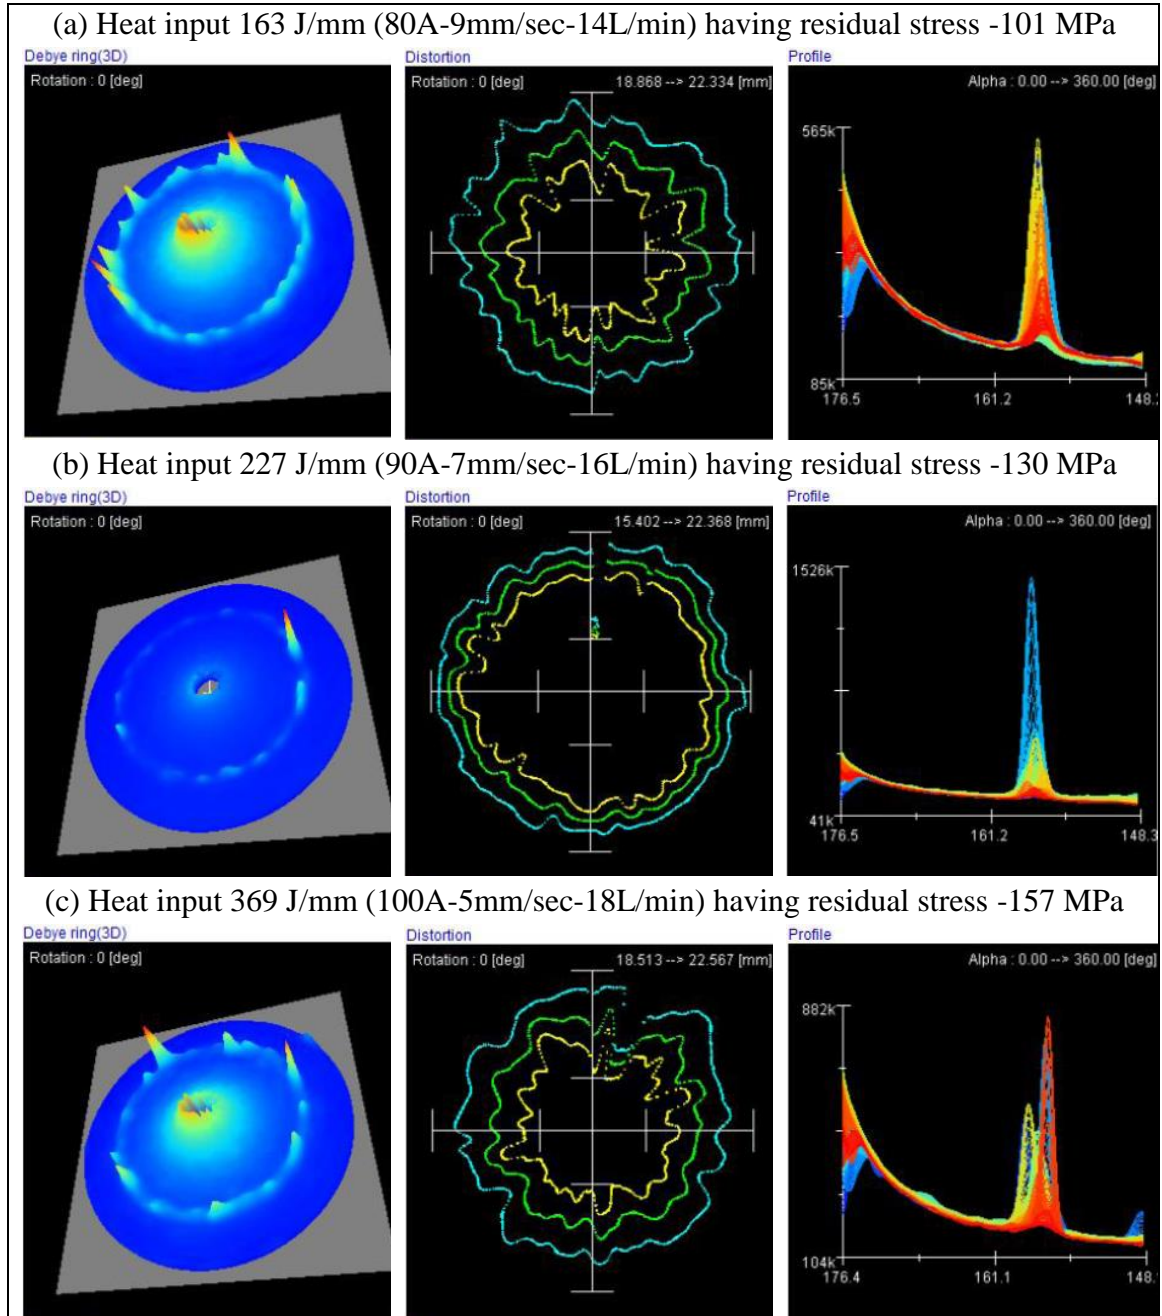 (a) Heat input 163 J/mm (80A-9mm/sec-14L/min) having residual stress -101 MPa
Debye ring(3D) Distortion Profile
Rotation : 0 [deg] Rotation : 0 [deg] 18.868 --> 22.334 [mm] Alpha : 0.00 --> 360.00 [deg]
565k
85k
176.5 161.2 148.
(b) Heat input 227 J/mm (90A-7mm/sec-16L/min) having residual stress -130 MPa
Debye ring(3D) Distortion Profile
Rotation : 0 [deg] Rotation : 0 [deg] 15.402 --> 22.368 [mm] Alpha : 0.00 --> 360.00 [deg]
1526k
41k
176.5 161.2 148.3
(c) Heat input 369 J/mm (100A-5mm/sec-18L/min) having residual stress -157 MPa
Debye ring(3D) Distortion Profile
Rotation : 0 [deg] Rotation : 0 [deg] 18.513 --> 22.567 [mm] Alpha : 0.00 --> 360.00 [deg]
882k
104k
176.4 161.1 148.